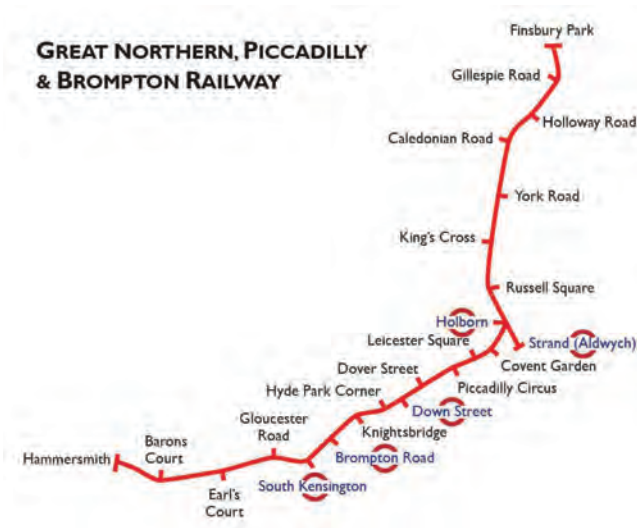 GREAT NORTHERN, PICCADILLY
& BROMPTON RAILWAY
Finsbury Park
Gillespie Road
Holloway Road
Caledonian Road
York Road
King's Cross
Russell Square
Holborn
Strand (Aldwych)
Leicester Square
Covent Garden
Dover Street
Piccadilly Circus
Hyde Park Corner
Down Street
Gloucester
Road
Knightsbridge
Barons
Court
Brompton Road
Hammersmith
South Kensington
Earl's
Court